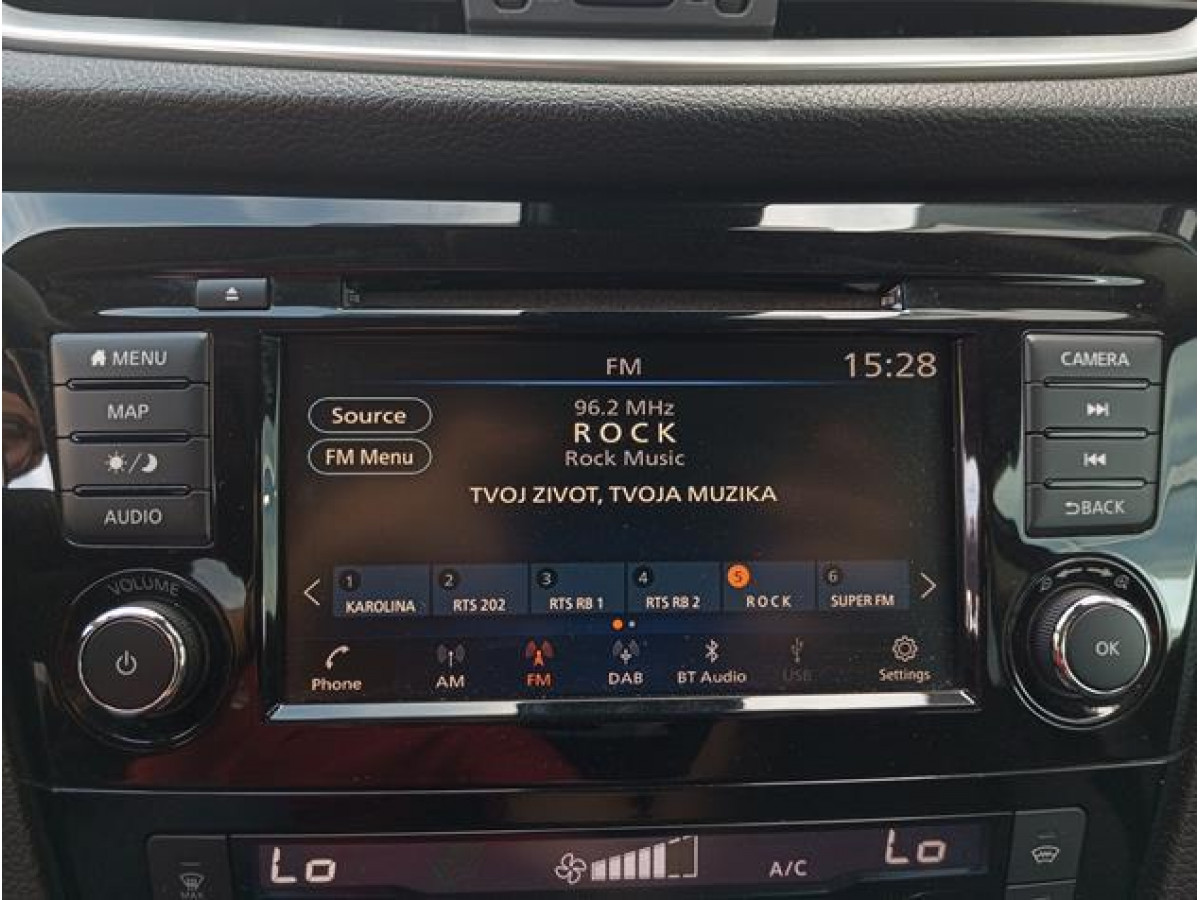 MENU
MAP
AUDIO
VOLUME
FM
15:28
Source
FM Menu
96.2 MHz
ROCK
Rock Music
TVOJ ZIVOT, TVOJA MUZIKA
1 KAROLINA
2 RTS 202
3 RTS RB 1
4 RTS RB 2
5 ROCK
6 SUPER FM
Phone
AM
FM
DAB
BT Audio
USB
Settings
CAMERA
BACK
OK
Lo
A/C
Lo
MAX